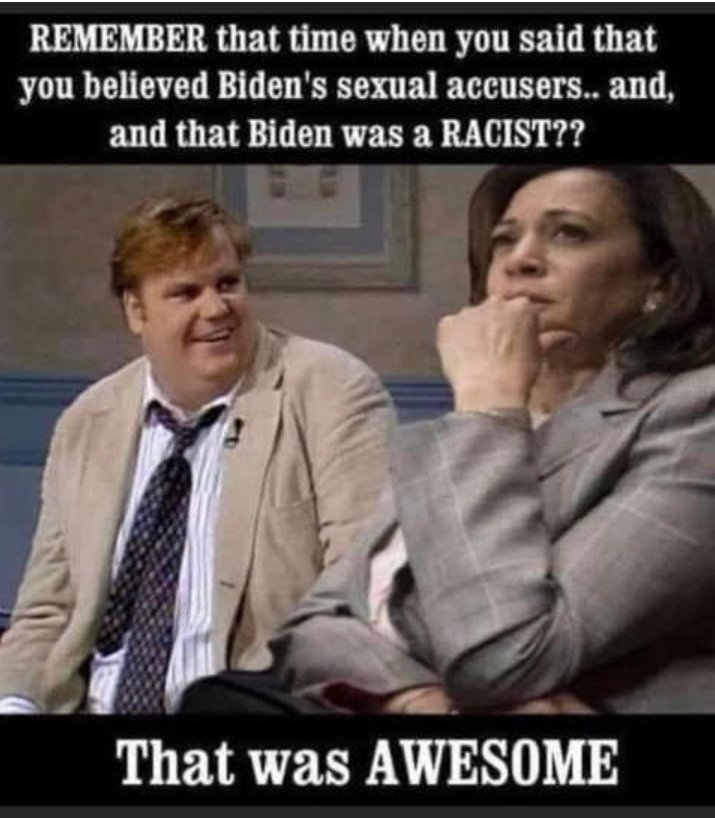 REMEMBER that time when you said that
you believed Biden's sexual accusers.. and,
and that Biden was a RACIST??
That was AWESOME